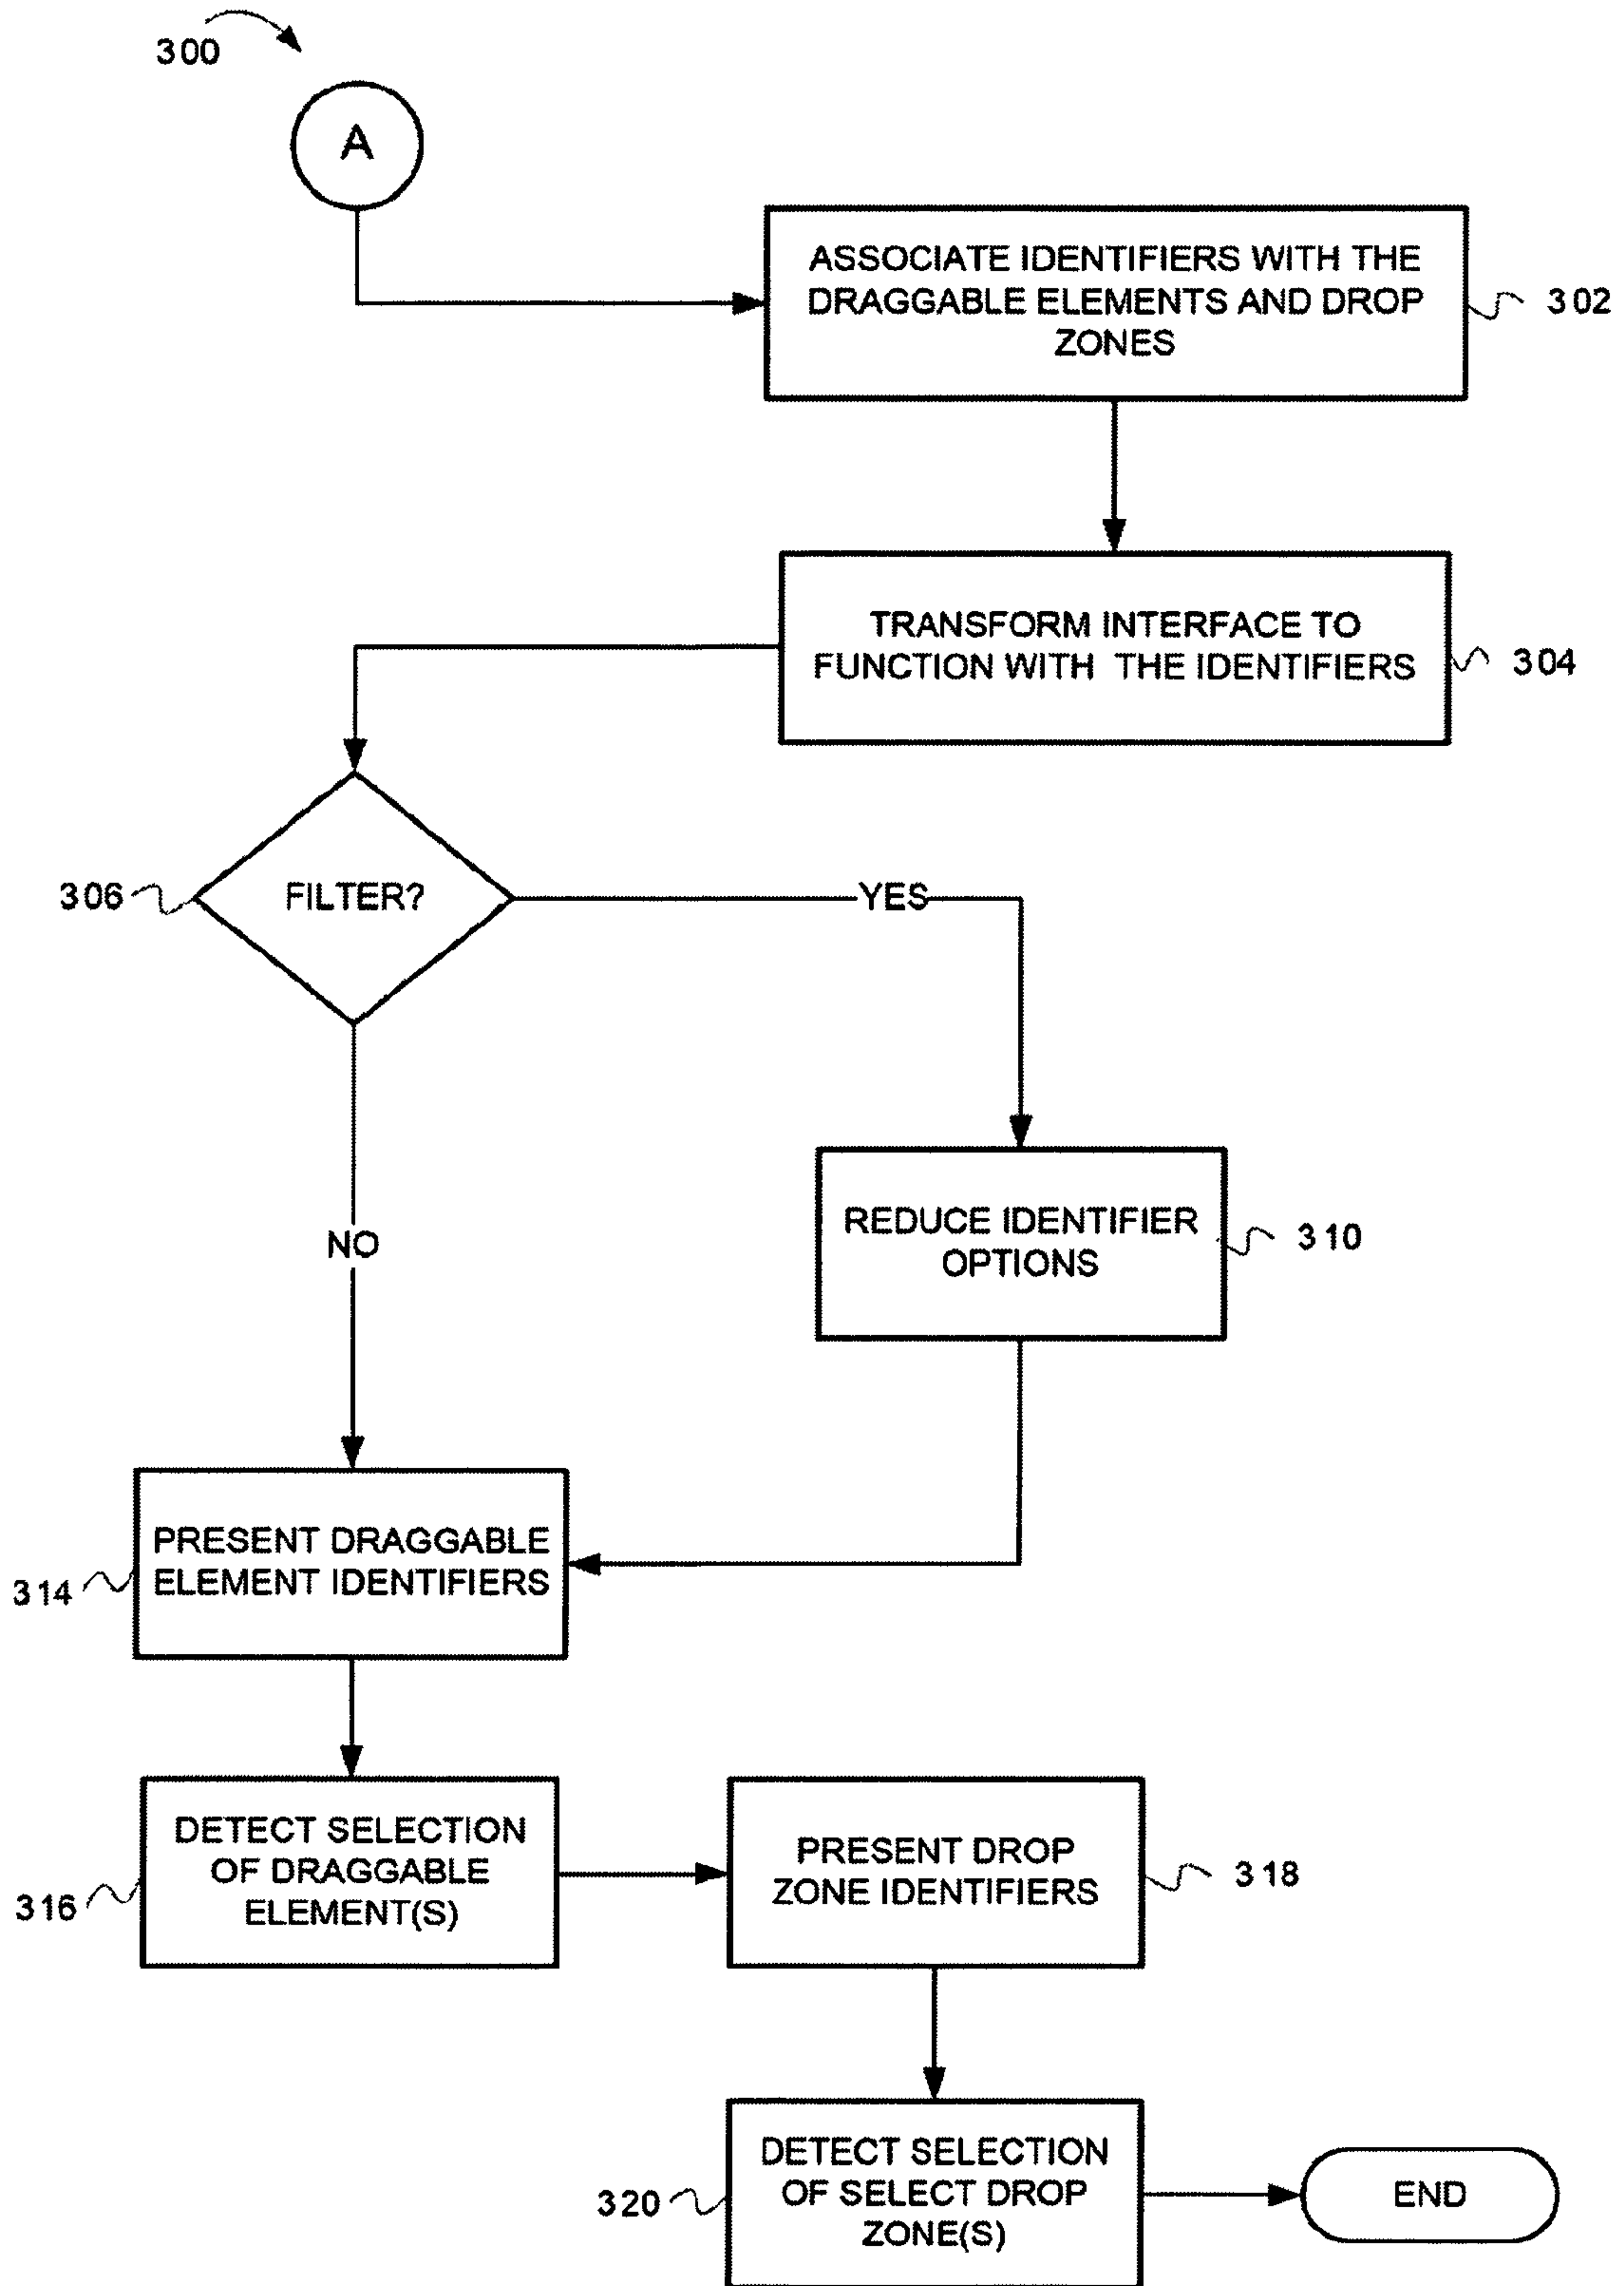 300
A
ASSOCIATE IDENTIFIERS WITH THE
DRAGGABLE ELEMENTS AND DROP
ZONES
302
TRANSFORM INTERFACE TO
FUNCTION WITH THE IDENTIFIERS
304
306
FILTER?
YES
NO
REDUCE IDENTIFIER
OPTIONS
310
PRESENT DRAGGABLE
ELEMENT IDENTIFIERS
314
DETECT SELECTION
OF DRAGGABLE
ELEMENT(S)
316
PRESENT DROP
ZONE IDENTIFIERS
318
DETECT SELECTION
OF SELECT DROP
ZONE(S)
320
END